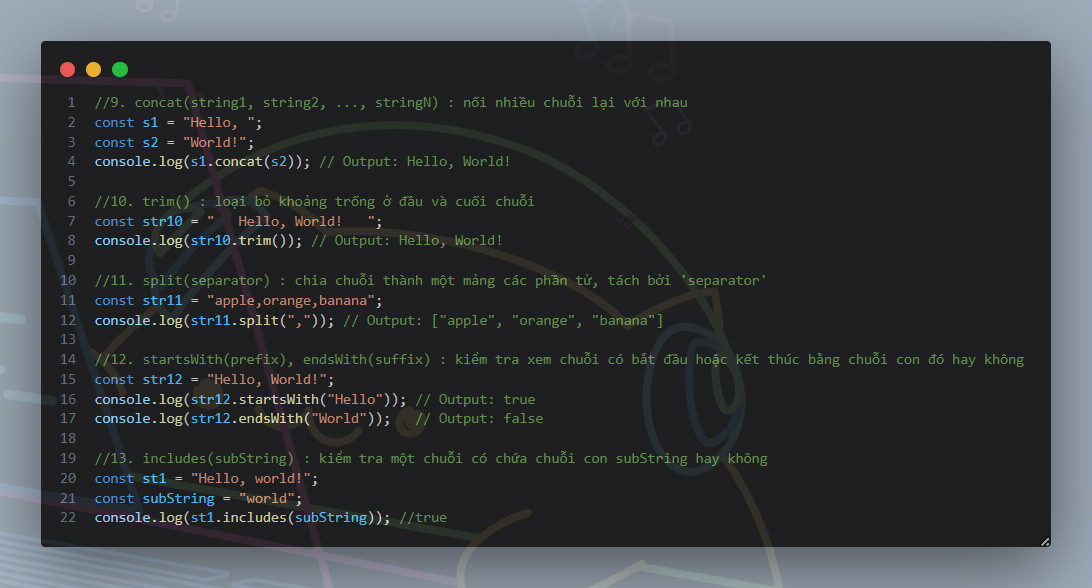 1 //9. concat(string1, string2, ..., stringN) : nối nhiều chuỗi lại với nhau
2 const s1 = "Hello, ";
3 const s2 = "World!";
4 console.log(s1.concat(s2)); // Output: Hello, World!
5
6 //10. trim() : loại bỏ khoảng trống ở đầu và cuối chuỗi
7 const str10 = "   Hello, World!   ";
8 console.log(str10.trim()); // Output: Hello, World!
9
10 //11. split(separator) : chia chuỗi thành một mảng các phần tử, tách bởi 'separator'
11 const str11 = "apple,orange,banana";
12 console.log(str11.split(",")); // Output: ["apple", "orange", "banana"]
13
14 //12. startsWith(prefix), endsWith(suffix) : kiểm tra xem chuỗi có bắt đầu hoặc kết thúc bằng chuỗi con đó hay không
15 const str12 = "Hello, World!";
16 console.log(str12.startsWith("Hello")); // Output: true
17 console.log(str12.endsWith("World"));   // Output: false
18
19 //13. includes(subString) : kiểm tra một chuỗi có chứa chuỗi con subString hay không
20 const st1 = "Hello, world!";
21 const subString = "world";
22 console.log(st1.includes(subString)); //true